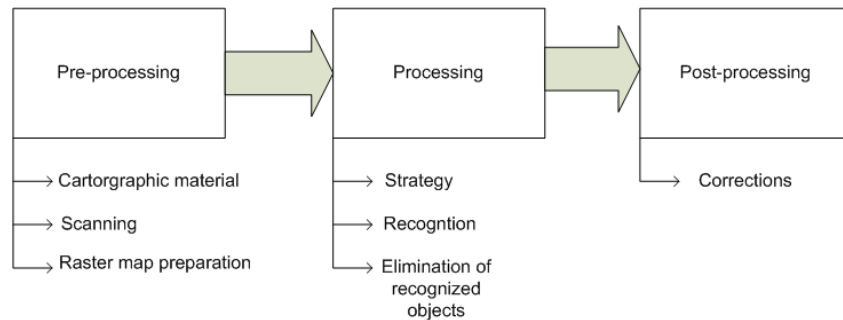 Pre-processing
Processing
Post-processing
Cartorgraphic material
Scanning
Raster map preparation
Strategy
Recogntion
Elimination of
recognized
objects
Corrections